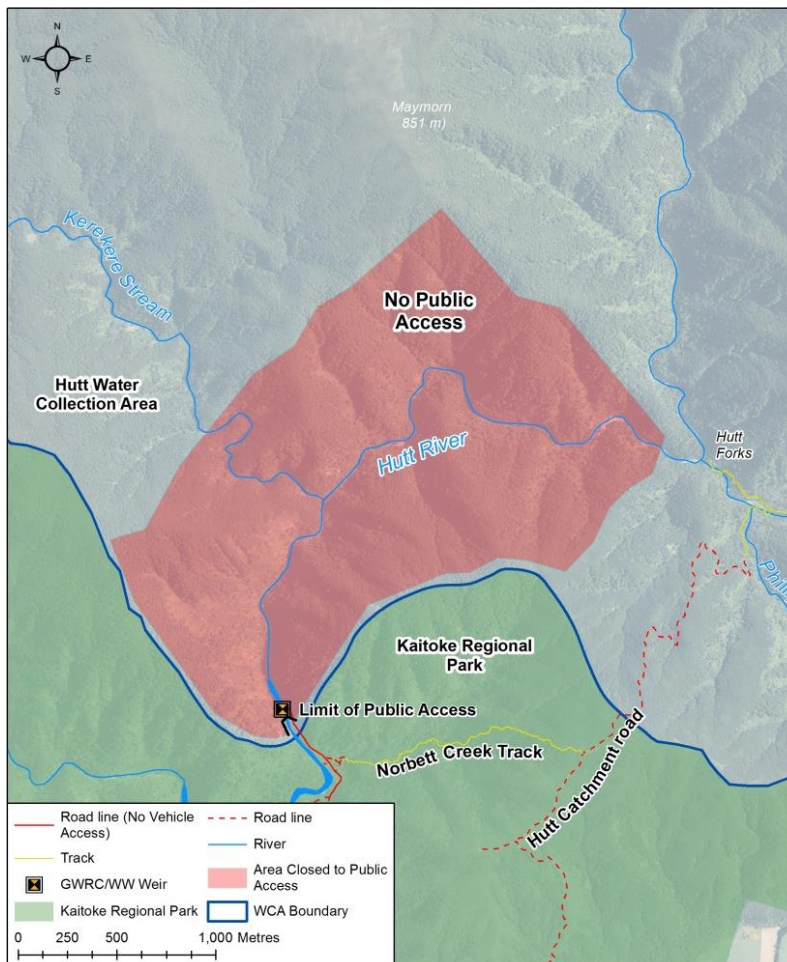 N
W
E
S
Maymorn
851 m)
Kerekere Stream
No Public
Access
Hutt Water
Collection Area
Hutt River
Hutt
Forks
Kaitoke Regional
Park
Limit of Public Access
Norbett Creek Track
Hutt Catchment road
Road line (No Vehicle
Access)
Track
GWRC/WW Weir
Kaitoke Regional Park
Road line
River
Area Closed to Public
Access
WCA Boundary
0 250 500 1,000 Metres